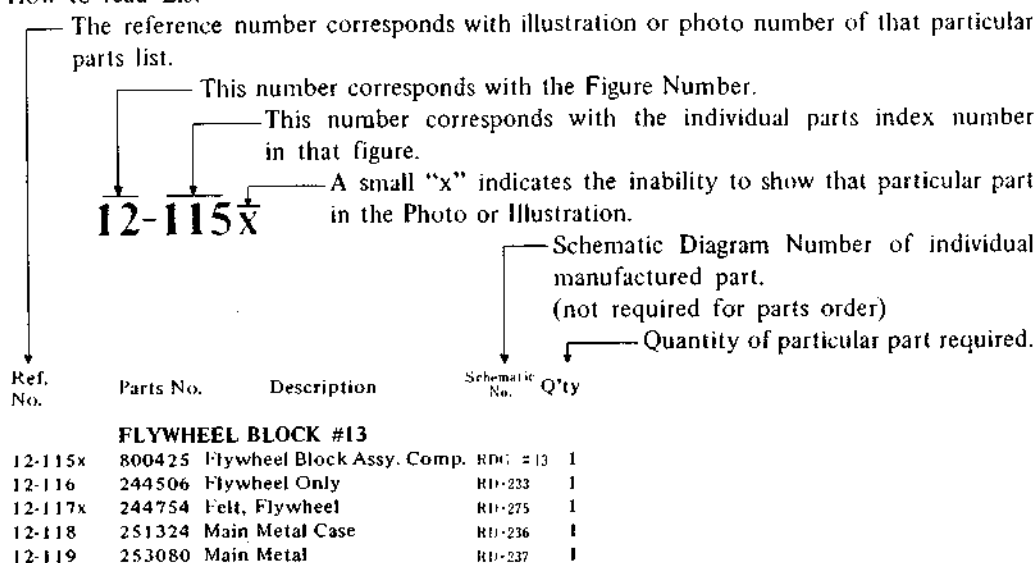 The reference number corresponds with illustration or photo number of that particular
parts list.
This number corresponds with the Figure Number.
This number corresponds with the individual parts index number
in that figure.
A small “x” indicates the inability to show that particular part
in the Photo or Illustration.
12-115x
Schematic Diagram Number of individual
manufactured part.
(not required for parts order)
Quantity of particular part required.
Ref. No. Parts No. Description Schematic No. Q'ty
FLYWHEEL BLOCK #13
12-115x 800425 Flywheel Block Assy. Comp. #13 1
12-116 244506 Flywheel Only RD-233 1
12-117x 244754 Felt, Flywheel RD-275 1
12-118 251324 Main Metal Case RD-236 1
12-119 253080 Main Metal RD-237 1